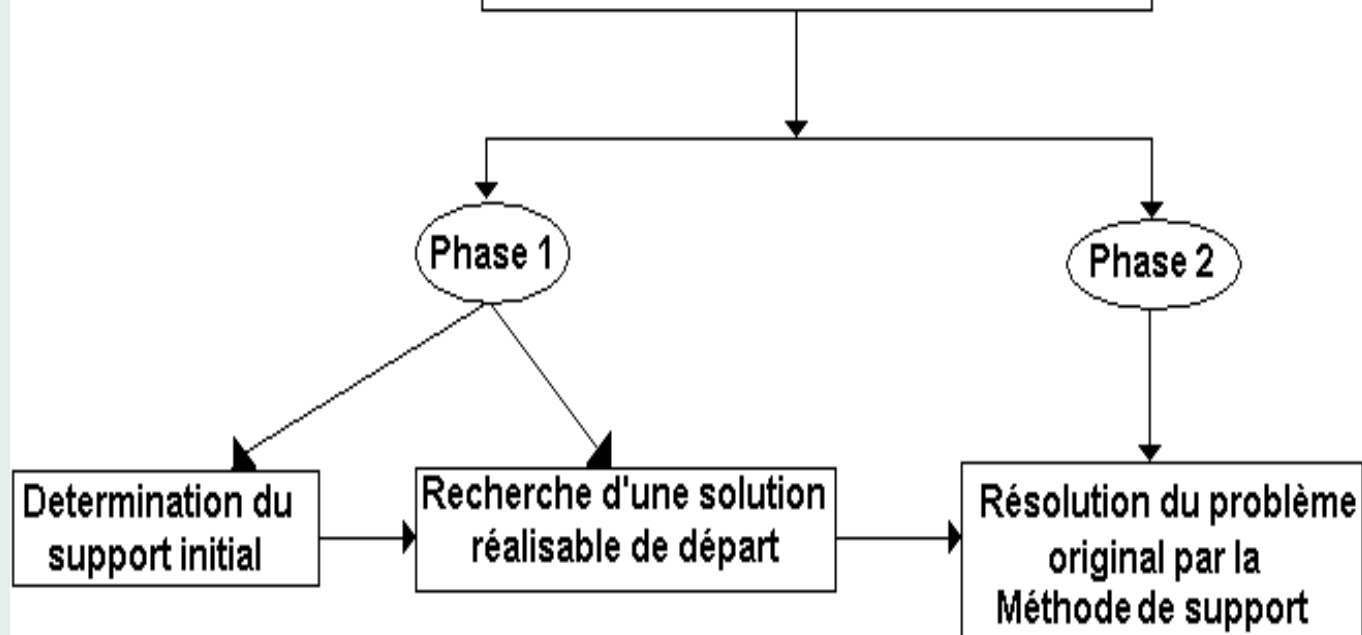 Phase 1
Phase 2
Determination du
support initial
Recherche d'une solution
réalisable de départ
Résolution du problème
original par la
Méthode de support